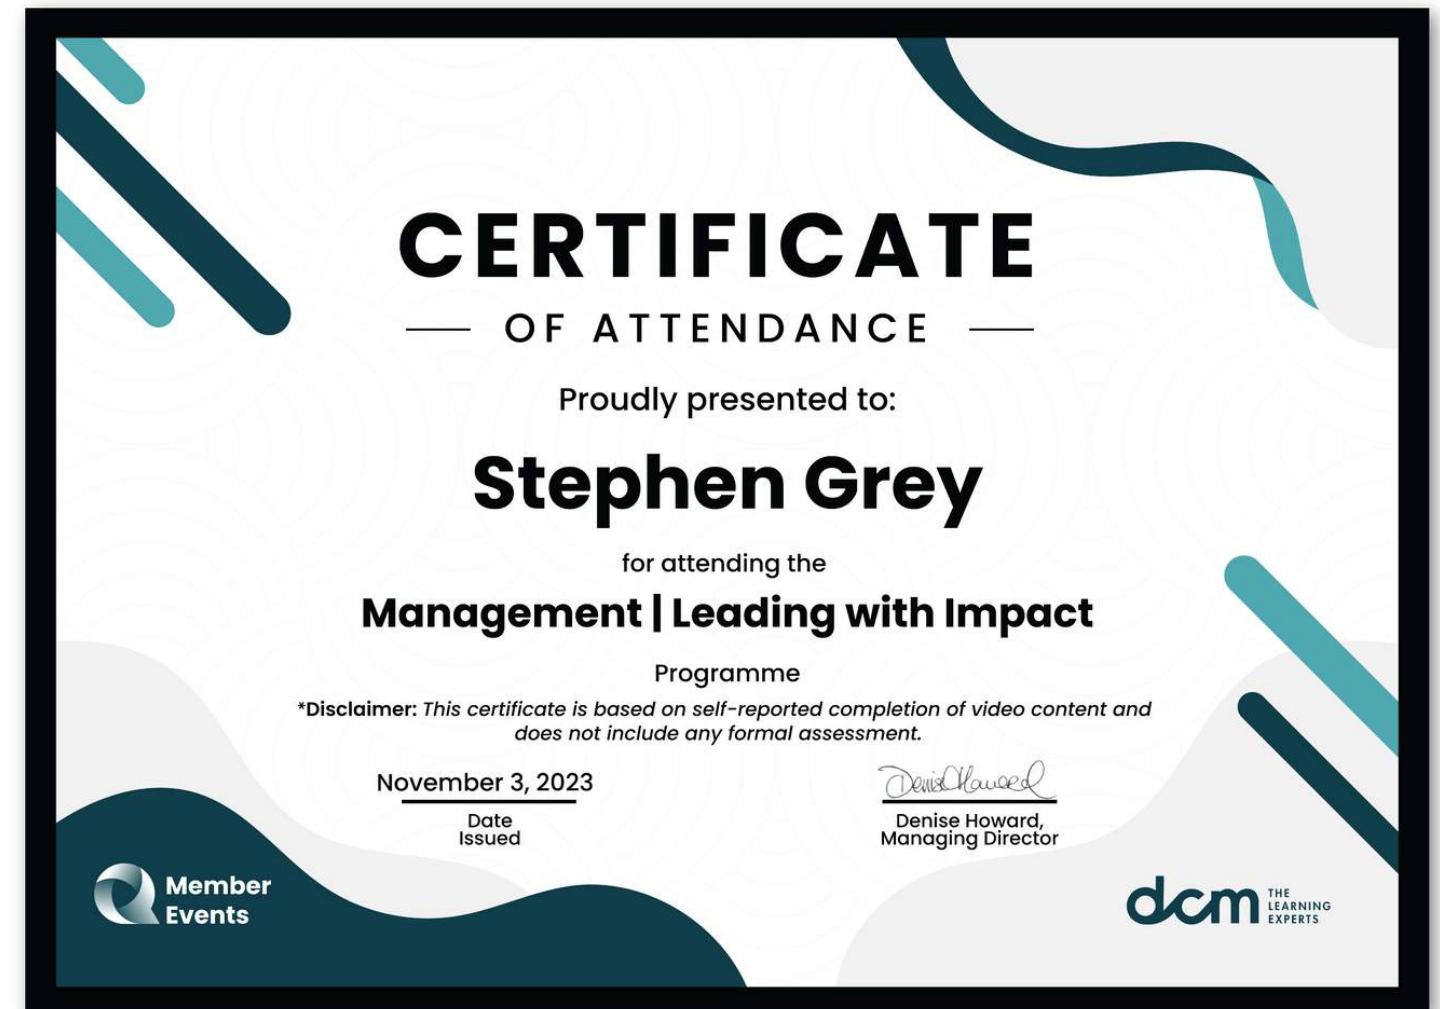 CERTIFICATE
OF ATTENDANCE
Proudly presented to:
Stephen Grey
for attending the
Management | Leading with Impact
Programme
*Disclaimer: This certificate is based on self-reported completion of video content and
does not include any formal assessment.
November 3, 2023
Date
Issued
Denise Howard
Denise Howard,
Managing Director
Member
Events
dcm THE
LEARNING
EXPERTS